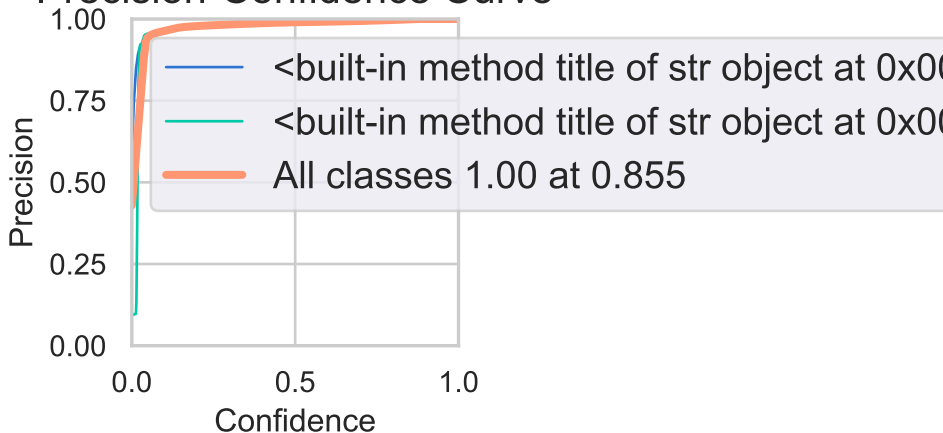 Precision-Confidence Curve
1.00
0.75
0.50
0.25
0.00
Precision
<built-in method title of str object at 0x00
<built-in method title of str object at 0x00
All classes 1.00 at 0.855
0.0 0.5 1.0
Confidence